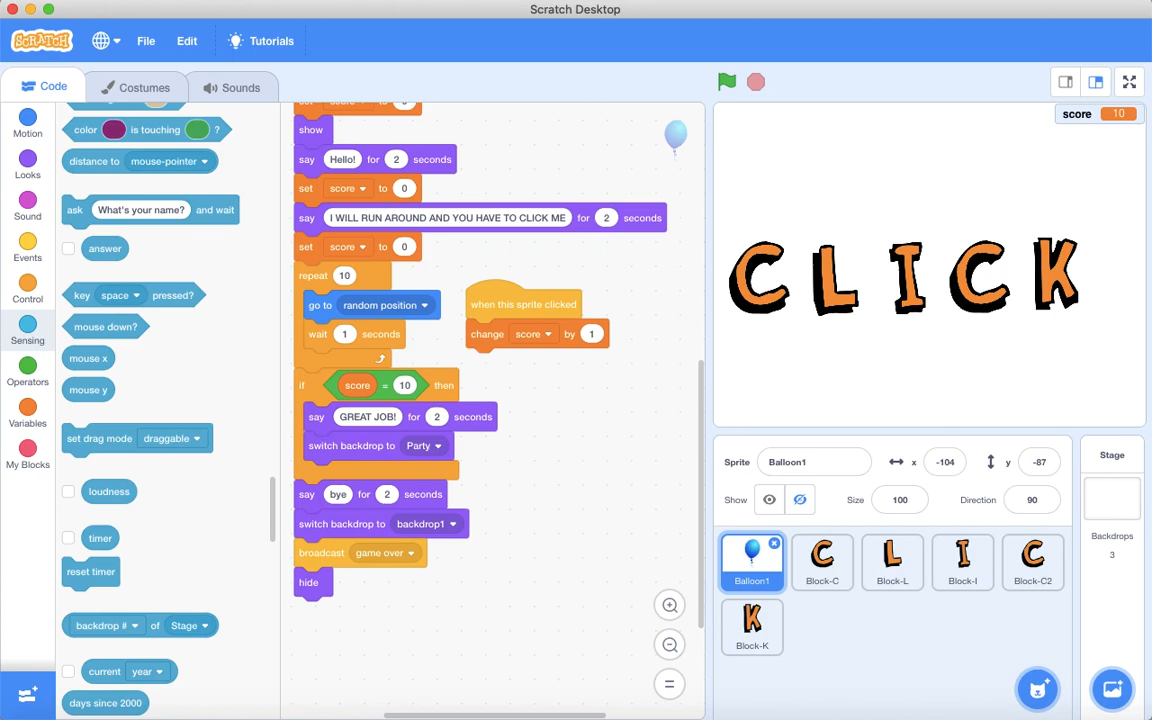 Scratch Desktop
SCRATCH File Edit Tutorials
Code Costumes Sounds
Motion
Looks
Sound
Events
Control
Sensing
Operators
Variables
My Blocks
color is touching ?
distance to mouse-pointer
ask What's your name? and wait
answer
key space pressed?
mouse down?
mouse x
mouse y
set drag mode draggable
loudness
timer
reset timer
backdrop # of Stage
current year
days since 2000
show
say Hello! for 2 seconds
set score to 0
say I WILL RUN AROUND AND YOU HAVE TO CLICK ME for 2 seconds
set score to 0
repeat 10
go to random position
wait 1 seconds
if score = 10 then
say GREAT JOB! for 2 seconds
switch backdrop to Party
say bye for 2 seconds
switch backdrop to backdrop1
broadcast game over
hide
when this sprite clicked
change score by 1
score 10
CLICK
Sprite Balloon1 x -104 y -87
Show Size 100 Direction 90
Balloon1 Block-C Block-L Block-I Block-C2
Block-K
Stage
Backdrops
3